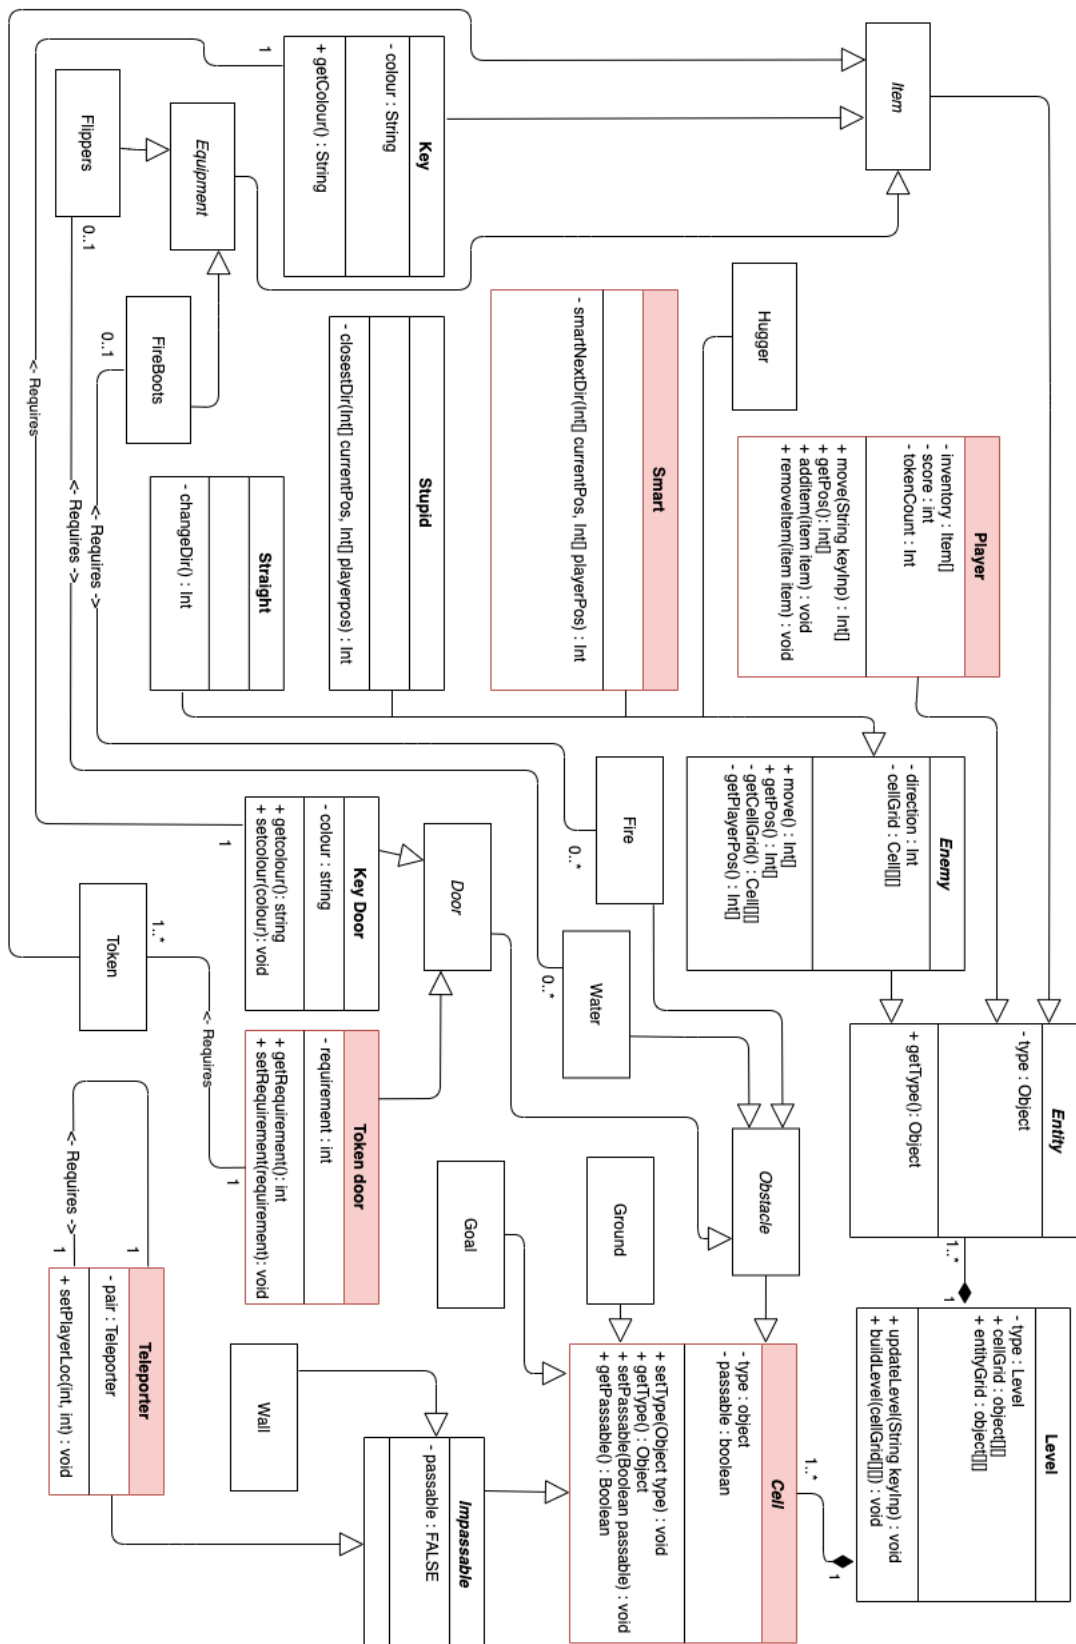 Level
- type : Level
+ cellGrid : object[][]
+ entityGrid : object[][]
+ updateLevel(String keyInp) : void
+ buildLevel(cellGrid[][]) : void
1
1
1..*
1..*
Entity
- type : Object
+ getType(): Object
Cell
- type : object
- passable : boolean
+ setType(Object type) : void
+ getType() : Object
+ setPassable(Boolean passable) : void
+ getPassable() : Boolean
Item
Player
- inventory : Item[]
- score : int
- tokenCount : Int
+ move(String keyInp) : Int[]
+ getPos(): Int[]
+ addItem(item item) : void
+ removeItem(item item) : void
Enemy
- direction : Int
- cellGrid : Cell[][]
+ move() : Int[]
+ getPos() : Int[]
- getCellGrid() : Cell[][]
- getPlayerPos() : Int[]
Obstacle
Ground
Goal
Impassable
- passable : FALSE
Hugger
Smart
- smartNextDir(Int[] currentPos, Int[] playerPos) : Int
Stupid
- closestDir(Int[] currentPos, Int[] playerpos) : Int
Straight
- changeDir() : Int
Fire
0..*
Water
0..*
Door
Key
- colour : String
+ getColour() : String
1
Key Door
- colour : string
+ getcolour(): string
+ setcolour(colour): void
1
Token door
- requirement : int
+ getRequirement(): int
+ setRequirement(requirement): void
1
Wall
Equipment
Flippers
0..1
FireBoots
0..1
Token
1..*
<- Requires
Teleporter
- pair : Teleporter
+ setPlayerLoc(int, int) : void
1
1
<- Requires ->
<- Requires ->
<- Requires ->
<- Requires